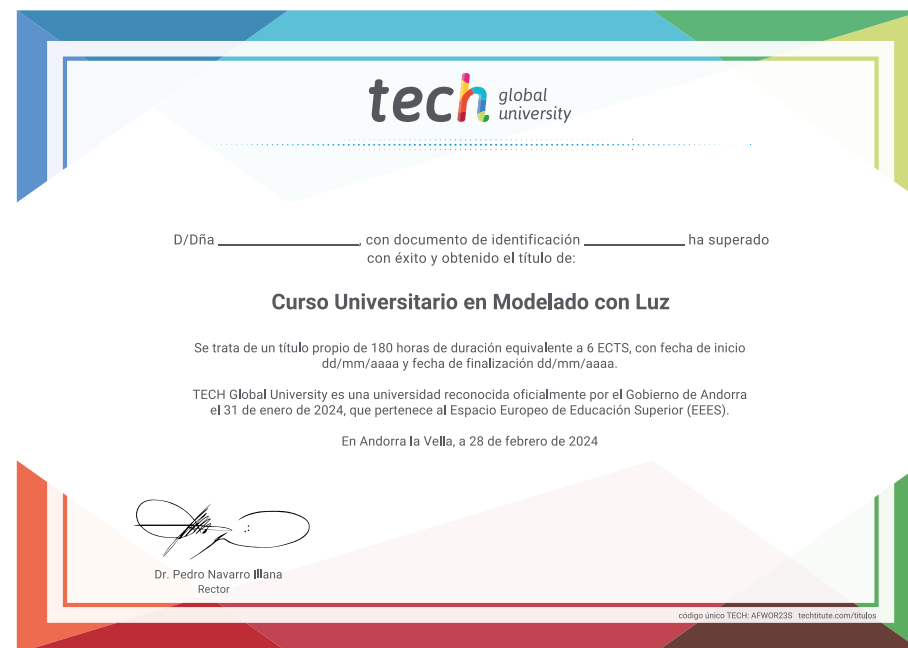 tech global university
D/Dña ____________________, con documento de identificación ______________ ha superado
con éxito y obtenido el título de:
Curso Universitario en Modelado con Luz
Se trata de un título propio de 180 horas de duración equivalente a 6 ECTS, con fecha de inicio
dd/mm/aaaa y fecha de finalización dd/mm/aaaa.
TECH Global University es una universidad reconocida oficialmente por el Gobierno de Andorra
el 31 de enero de 2024, que pertenece al Espacio Europeo de Educación Superior (EEES).
En Andorra la Vella, a 28 de febrero de 2024
Dr. Pedro Navarro Illana
Rector
código único TECH: AFWOR23S techtitute.com/titulos